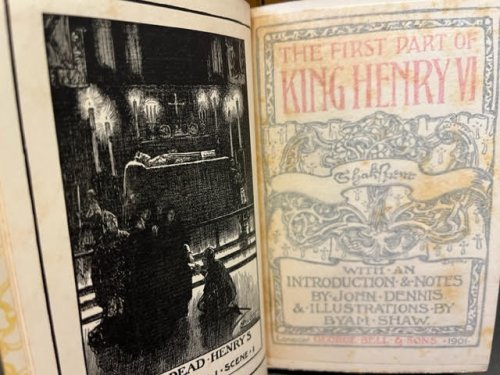 DEAD·HENRY'S
I·SCENE·I
THE FIRST PART OF
KING HENRY VI
Shakspere
WITH·AN
INTRODUCTION·&·NOTES
BY·JOHN·DENNIS
&·ILLUSTRATIONS·BY
BYAM·SHAW
GEORGE·BELL·&·SONS·1901·